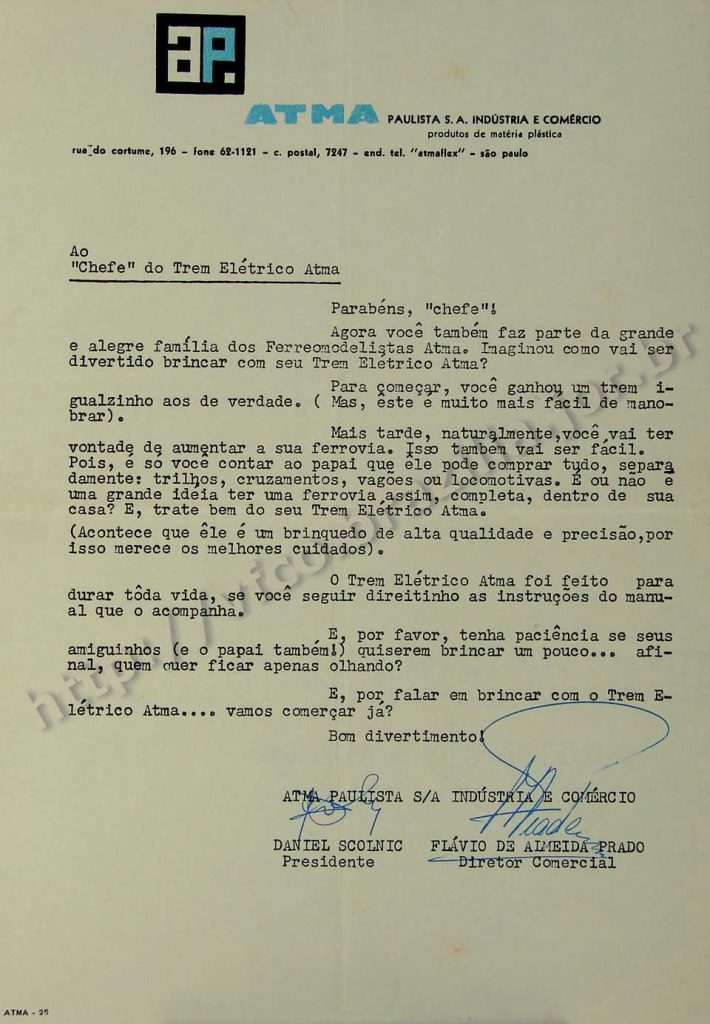 ap.
ATMA PAULISTA S. A. INDÚSTRIA E COMÉRCIO
produtos de matéria plástica
rua do cortume, 196 - fone 62-1121 - c. postal, 7247 - end. tel. "atmaflex" - são paulo
Ao
"Chefe" do Trem Elétrico Atma
Parabéns, "chefe"!
Agora você também faz parte da grande
e alegre família dos Ferreomodelistas Atma. Imaginou como vai ser
divertido brincar com seu Trem Elétrico Atma?
Para começar, você ganhou um trem i-
gualzinho aos de verdade. ( Mas, êste é muito mais fácil de mano-
brar).
Mais tarde, naturalmente,você vai ter
vontade de aumentar a sua ferrovia. Isso também vai ser fácil.
Pois, é só você contar ao papai que êle pode comprar tudo, separa
damente: trilhos, cruzamentos, vagões ou locomotivas. E ou não é
uma grande idéia ter uma ferrovia assim, completa, dentro de sua
casa? E, trate bem do seu Trem Elétrico Atma.
(Acontece que êle é um brinquedo de alta qualidade e precisão,por
isso merece os melhores cuidados).
O Trem Elétrico Atma foi feito para
durar tôda vida, se você seguir direitinho as instruções do manu-
al que o acompanha.
E, por favor, tenha paciência se seus
amiguinhos (e o papai também!) quiserem brincar um pouco... afi-
nal, quem quer ficar apenas olhando?
E, por falar em brincar com o Trem E-
létrico Atma.... vamos comerçar já?
Bom divertimento!
ATMA PAULISTA S/A INDÚSTRIA E COMÉRCIO
DANIEL SCOLNIC FLÁVIO DE ALMEIDA PRADO
Presidente Diretor Comercial
ATMA - 25